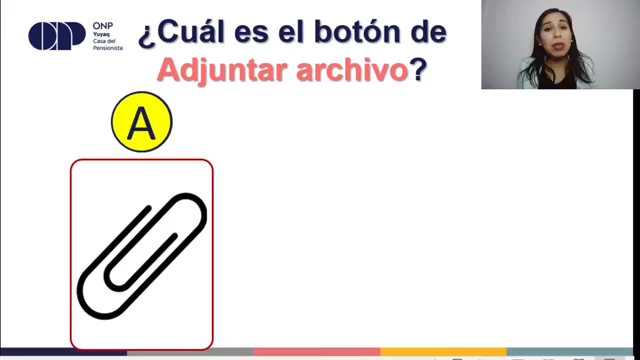 ONP
Yuyaq
Casa del
Pensionista
¿Cuál es el botón de
Adjuntar archivo?
A